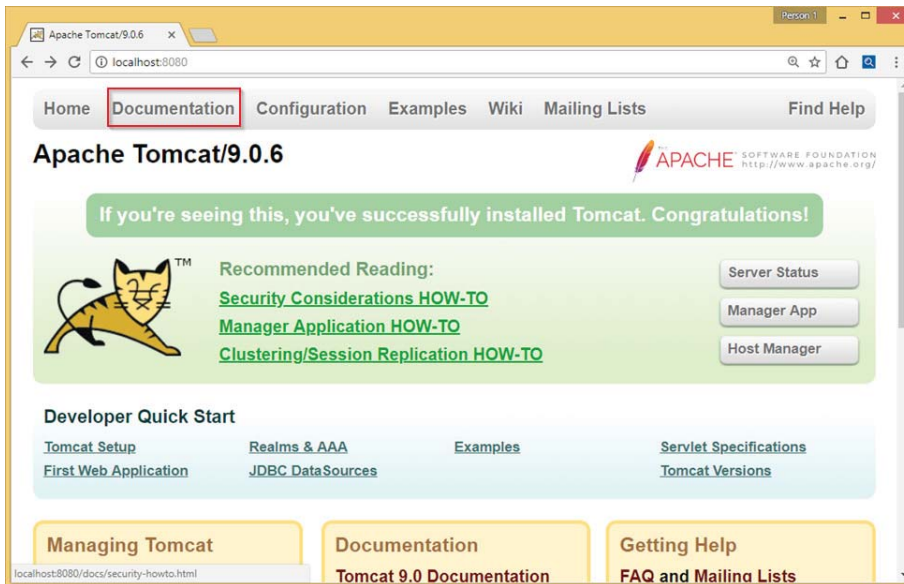 Person 1
Apache Tomcat/9.0.6
localhost:8080
Home Documentation Configuration Examples Wiki Mailing Lists Find Help
Apache Tomcat/9.0.6
APACHE SOFTWARE FOUNDATION
http://www.apache.org/
If you're seeing this, you've successfully installed Tomcat. Congratulations!
TM
Recommended Reading:
Security Considerations HOW-TO
Manager Application HOW-TO
Clustering/Session Replication HOW-TO
Server Status
Manager App
Host Manager
Developer Quick Start
Tomcat Setup Realms & AAA Examples Servlet Specifications
First Web Application JDBC DataSources Tomcat Versions
Managing Tomcat Documentation Getting Help
localhost:8080/docs/security-howto.html
Tomcat 9.0 Documentation FAQ and Mailing Lists